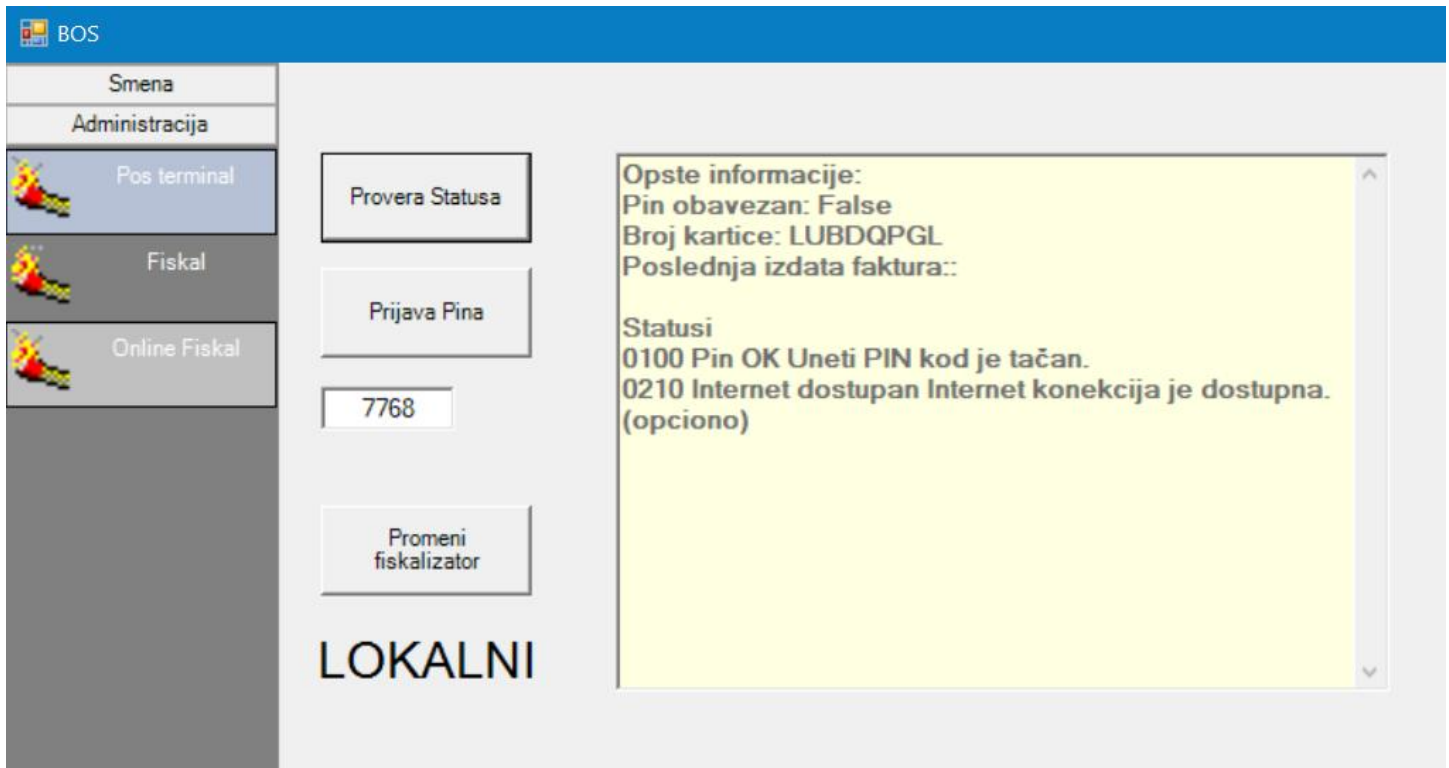 BOS
Smena
Administracija
Pos terminal
Fiskal
Online Fiskal
Provera Statusa
Prijava Pina
7768
Promeni
fiskalizator
LOKALNI
Opste informacije:
Pin obavezan: False
Broj kartice: LUBDQPGL
Poslednja izdata faktura::
Statusi
0100 Pin OK Uneti PIN kod je tačan.
0210 Internet dostupan Internet konekcija je dostupna.
(opciono)